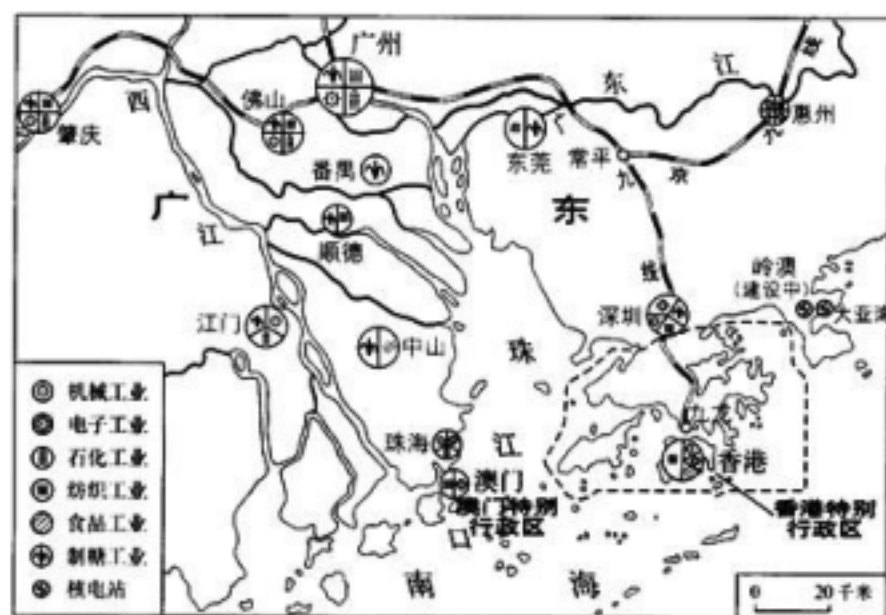 广州
东
江
线
西
佛山
惠州
九
肇庆
东莞
常平
九
番禺
广
东
江
顺德
线
岭澳
(建设中)
大亚湾
江门
深圳
中山
珠
机械工业
电子工业
石化工业
纺织工业
食品工业
制糖工业
核电站
九龙
珠海
江
香港
澳门
澳门特别
行政区
香港特别
行政区
南
海
0 20千米